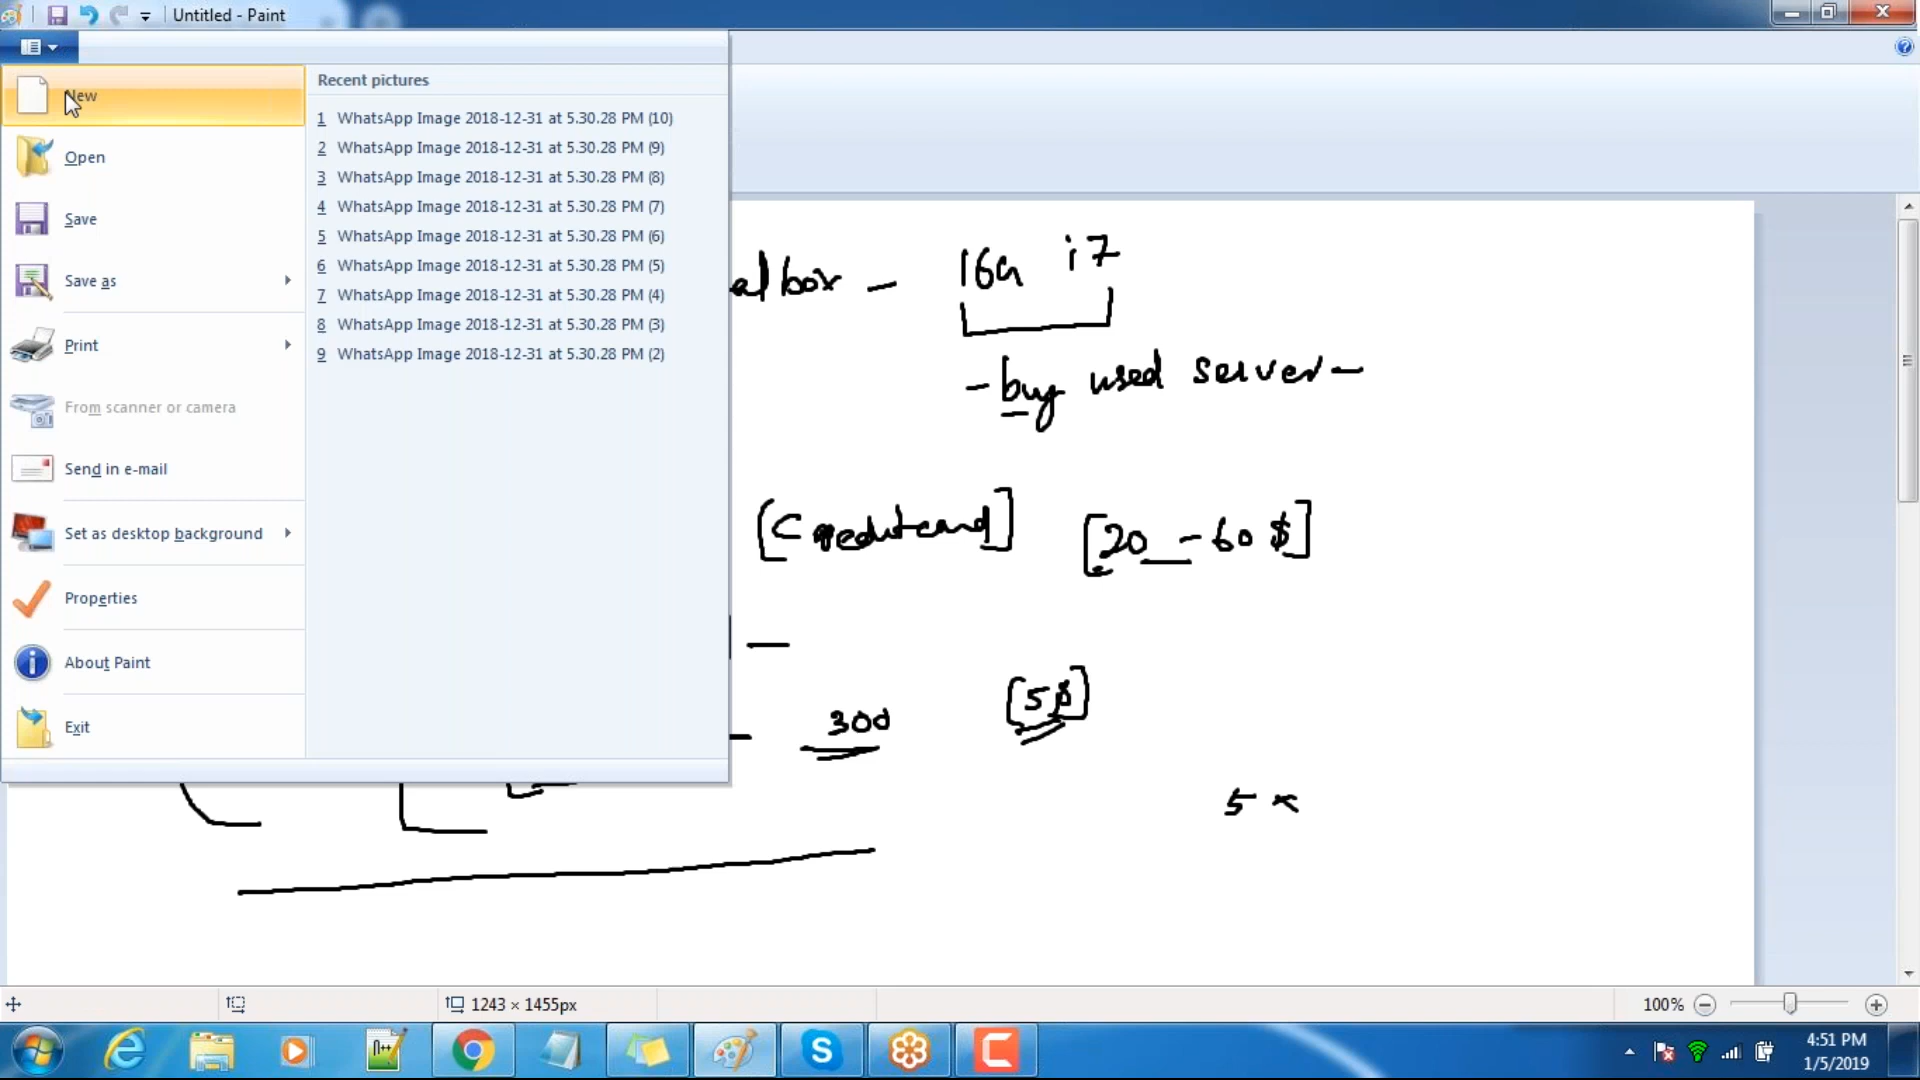 Untitled - Paint
New
Open
Save
Save as
Print
From scanner or camera
Send in e-mail
Set as desktop background
Properties
About Paint
Exit
Recent pictures
1 WhatsApp Image 2018-12-31 at 5.30.28 PM (10)
2 WhatsApp Image 2018-12-31 at 5.30.28 PM (9)
3 WhatsApp Image 2018-12-31 at 5.30.28 PM (8)
4 WhatsApp Image 2018-12-31 at 5.30.28 PM (7)
5 WhatsApp Image 2018-12-31 at 5.30.28 PM (6)
6 WhatsApp Image 2018-12-31 at 5.30.28 PM (5)
7 WhatsApp Image 2018-12-31 at 5.30.28 PM (4)
8 WhatsApp Image 2018-12-31 at 5.30.28 PM (3)
9 WhatsApp Image 2018-12-31 at 5.30.28 PM (2)
al box - 16G i7
- buy used server -
[Creditcard] [20 - 60 $]
300 [5$]
5 x
1243 × 1455px
100%
4:51 PM
1/5/2019